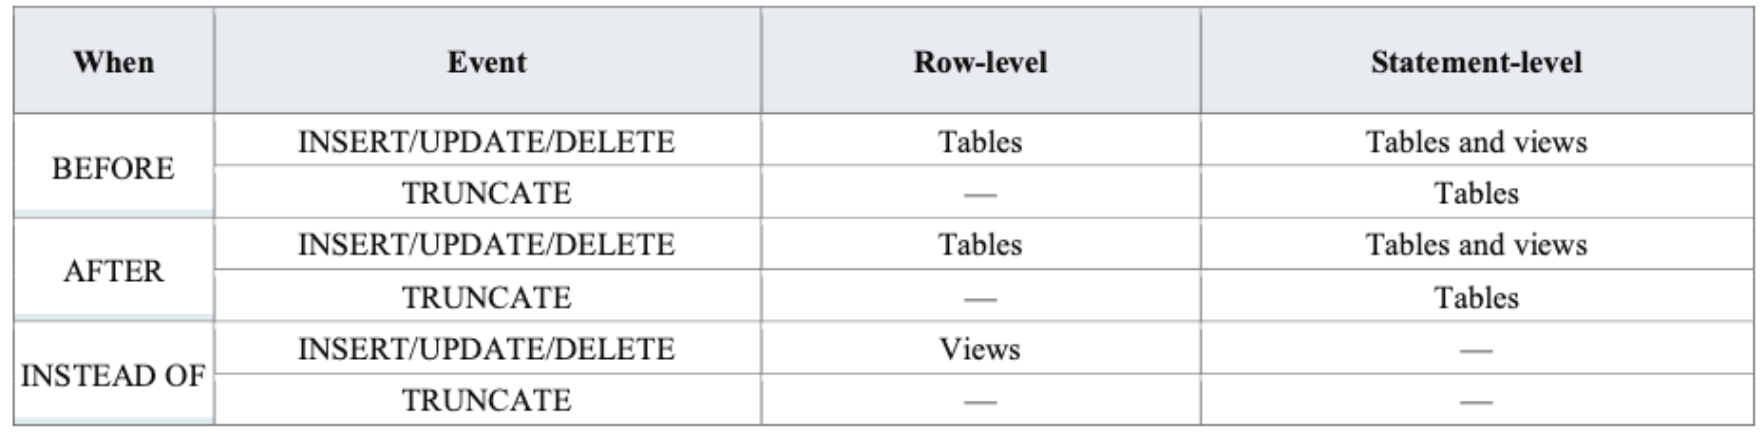 When Event Row-level Statement-level
BEFORE INSERT/UPDATE/DELETE Tables Tables and views
TRUNCATE — Tables
AFTER INSERT/UPDATE/DELETE Tables Tables and views
TRUNCATE — Tables
INSTEAD OF INSERT/UPDATE/DELETE Views —
TRUNCATE — —